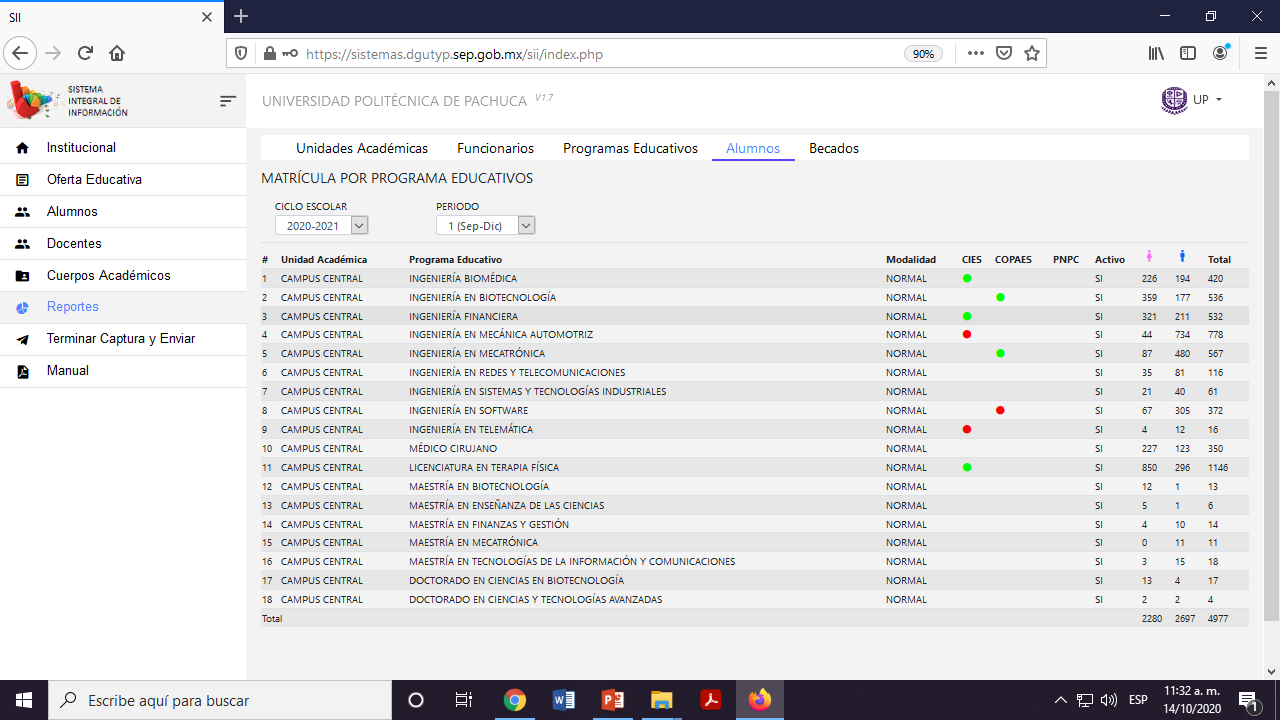 SII
https://sistemas.dgutyp.sep.gob.mx/sii/index.php
90%
SISTEMA
INTEGRAL DE
INFORMACIÓN
UNIVERSIDAD POLITÉCNICA DE PACHUCA V1.7
UP
Institucional
Oferta Educativa
Alumnos
Docentes
Cuerpos Académicos
Reportes
Terminar Captura y Enviar
Manual
Unidades Académicas Funcionarios Programas Educativos Alumnos Becados
MATRÍCULA POR PROGRAMA EDUCATIVOS
CICLO ESCOLAR PERIODO
2020-2021 1 (Sep-Dic)
# Unidad Académica Programa Educativo Modalidad CIES COPAES PNPC Activo Total
1 CAMPUS CENTRAL INGENIERÍA BIOMÉDICA NORMAL SI 226 194 420
2 CAMPUS CENTRAL INGENIERÍA EN BIOTECNOLOGÍA NORMAL SI 359 177 536
3 CAMPUS CENTRAL INGENIERÍA FINANCIERA NORMAL SI 321 211 532
4 CAMPUS CENTRAL INGENIERÍA EN MECÁNICA AUTOMOTRIZ NORMAL SI 44 734 778
5 CAMPUS CENTRAL INGENIERÍA EN MECATRÓNICA NORMAL SI 87 480 567
6 CAMPUS CENTRAL INGENIERÍA EN REDES Y TELECOMUNICACIONES NORMAL SI 35 81 116
7 CAMPUS CENTRAL INGENIERÍA EN SISTEMAS Y TECNOLOGÍAS INDUSTRIALES NORMAL SI 21 40 61
8 CAMPUS CENTRAL INGENIERÍA EN SOFTWARE NORMAL SI 67 305 372
9 CAMPUS CENTRAL INGENIERÍA EN TELEMÁTICA NORMAL SI 4 12 16
10 CAMPUS CENTRAL MÉDICO CIRUJANO NORMAL SI 227 123 350
11 CAMPUS CENTRAL LICENCIATURA EN TERAPIA FÍSICA NORMAL SI 850 296 1146
12 CAMPUS CENTRAL MAESTRÍA EN BIOTECNOLOGÍA NORMAL SI 12 1 13
13 CAMPUS CENTRAL MAESTRÍA EN ENSEÑANZA DE LAS CIENCIAS NORMAL SI 5 1 6
14 CAMPUS CENTRAL MAESTRÍA EN FINANZAS Y GESTIÓN NORMAL SI 4 10 14
15 CAMPUS CENTRAL MAESTRÍA EN MECATRÓNICA NORMAL SI 0 11 11
16 CAMPUS CENTRAL MAESTRÍA EN TECNOLOGÍAS DE LA INFORMACIÓN Y COMUNICACIONES NORMAL SI 3 15 18
17 CAMPUS CENTRAL DOCTORADO EN CIENCIAS EN BIOTECNOLOGÍA NORMAL SI 13 4 17
18 CAMPUS CENTRAL DOCTORADO EN CIENCIAS Y TECNOLOGÍAS AVANZADAS NORMAL SI 2 2 4
Total 2280 2697 4977
Escribe aquí para buscar
ESP
11:32 a. m.
14/10/2020
1